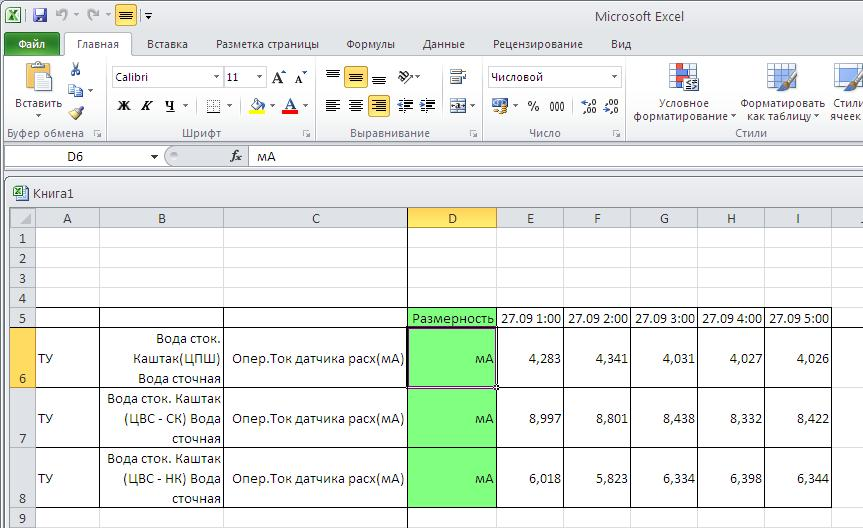 Microsoft Excel
Файл Главная Вставка Разметка страницы Формулы Данные Рецензирование Вид
Calibri 11 Числовой
Вставить Ж К Ч A % 000 Условное форматирование Форматировать как таблицу Стили ячеек
Буфер обмена Шрифт Выравнивание Число Стили
D6 fx мА
Книга1
A B C D E F G H I
1
2
3
4
5 Размерность 27.09 1:00 27.09 2:00 27.09 3:00 27.09 4:00 27.09 5:00
Вода сток.
ТУ Каштак(ЦПШ) Опер.Ток датчика расх(мА) мА 4,283 4,341 4,031 4,027 4,026
6 Вода сточная
Вода сток. Каштак
ТУ (ЦВС - СК) Вода Опер.Ток датчика расх(мА) мА 8,997 8,801 8,438 8,332 8,422
7 сточная
Вода сток. Каштак
ТУ (ЦВС - НК) Вода Опер.Ток датчика расх(мА) мА 6,018 5,823 6,334 6,398 6,344
8 сточная
9